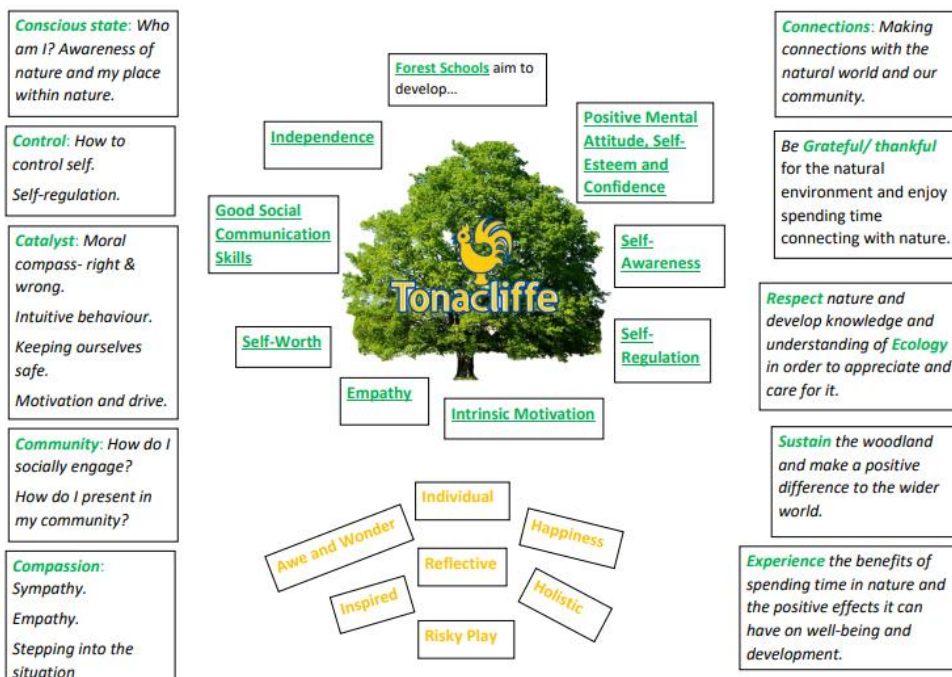 Conscious state: Who
am I? Awareness of
nature and my place
within nature.
Control: How to
control self.
Self-regulation.
Catalyst: Moral
compass- right &
wrong.
Intuitive behaviour.
Keeping ourselves
safe.
Motivation and drive.
Community: How do I
socially engage?
How do I present in
my community?
Compassion:
Sympathy.
Empathy.
Stepping into the
situation
Forest Schools aim to
develop…
Independence
Positive Mental
Attitude, Self-
Esteem and
Confidence
Good Social
Communication
Skills
Self-
Awareness
Tonacliffe
Self-Worth
Self-
Regulation
Empathy
Intrinsic Motivation
Individual
Awe and Wonder
Happiness
Reflective
Inspired
Holistic
Risky Play
Connections: Making
connections with the
natural world and our
community.
Be Grateful/ thankful
for the natural
environment and enjoy
spending time
connecting with nature.
Respect nature and
develop knowledge and
understanding of Ecology
in order to appreciate and
care for it.
Sustain the woodland
and make a positive
difference to the wider
world.
Experience the benefits of
spending time in nature and
the positive effects it can
have on well-being and
development.